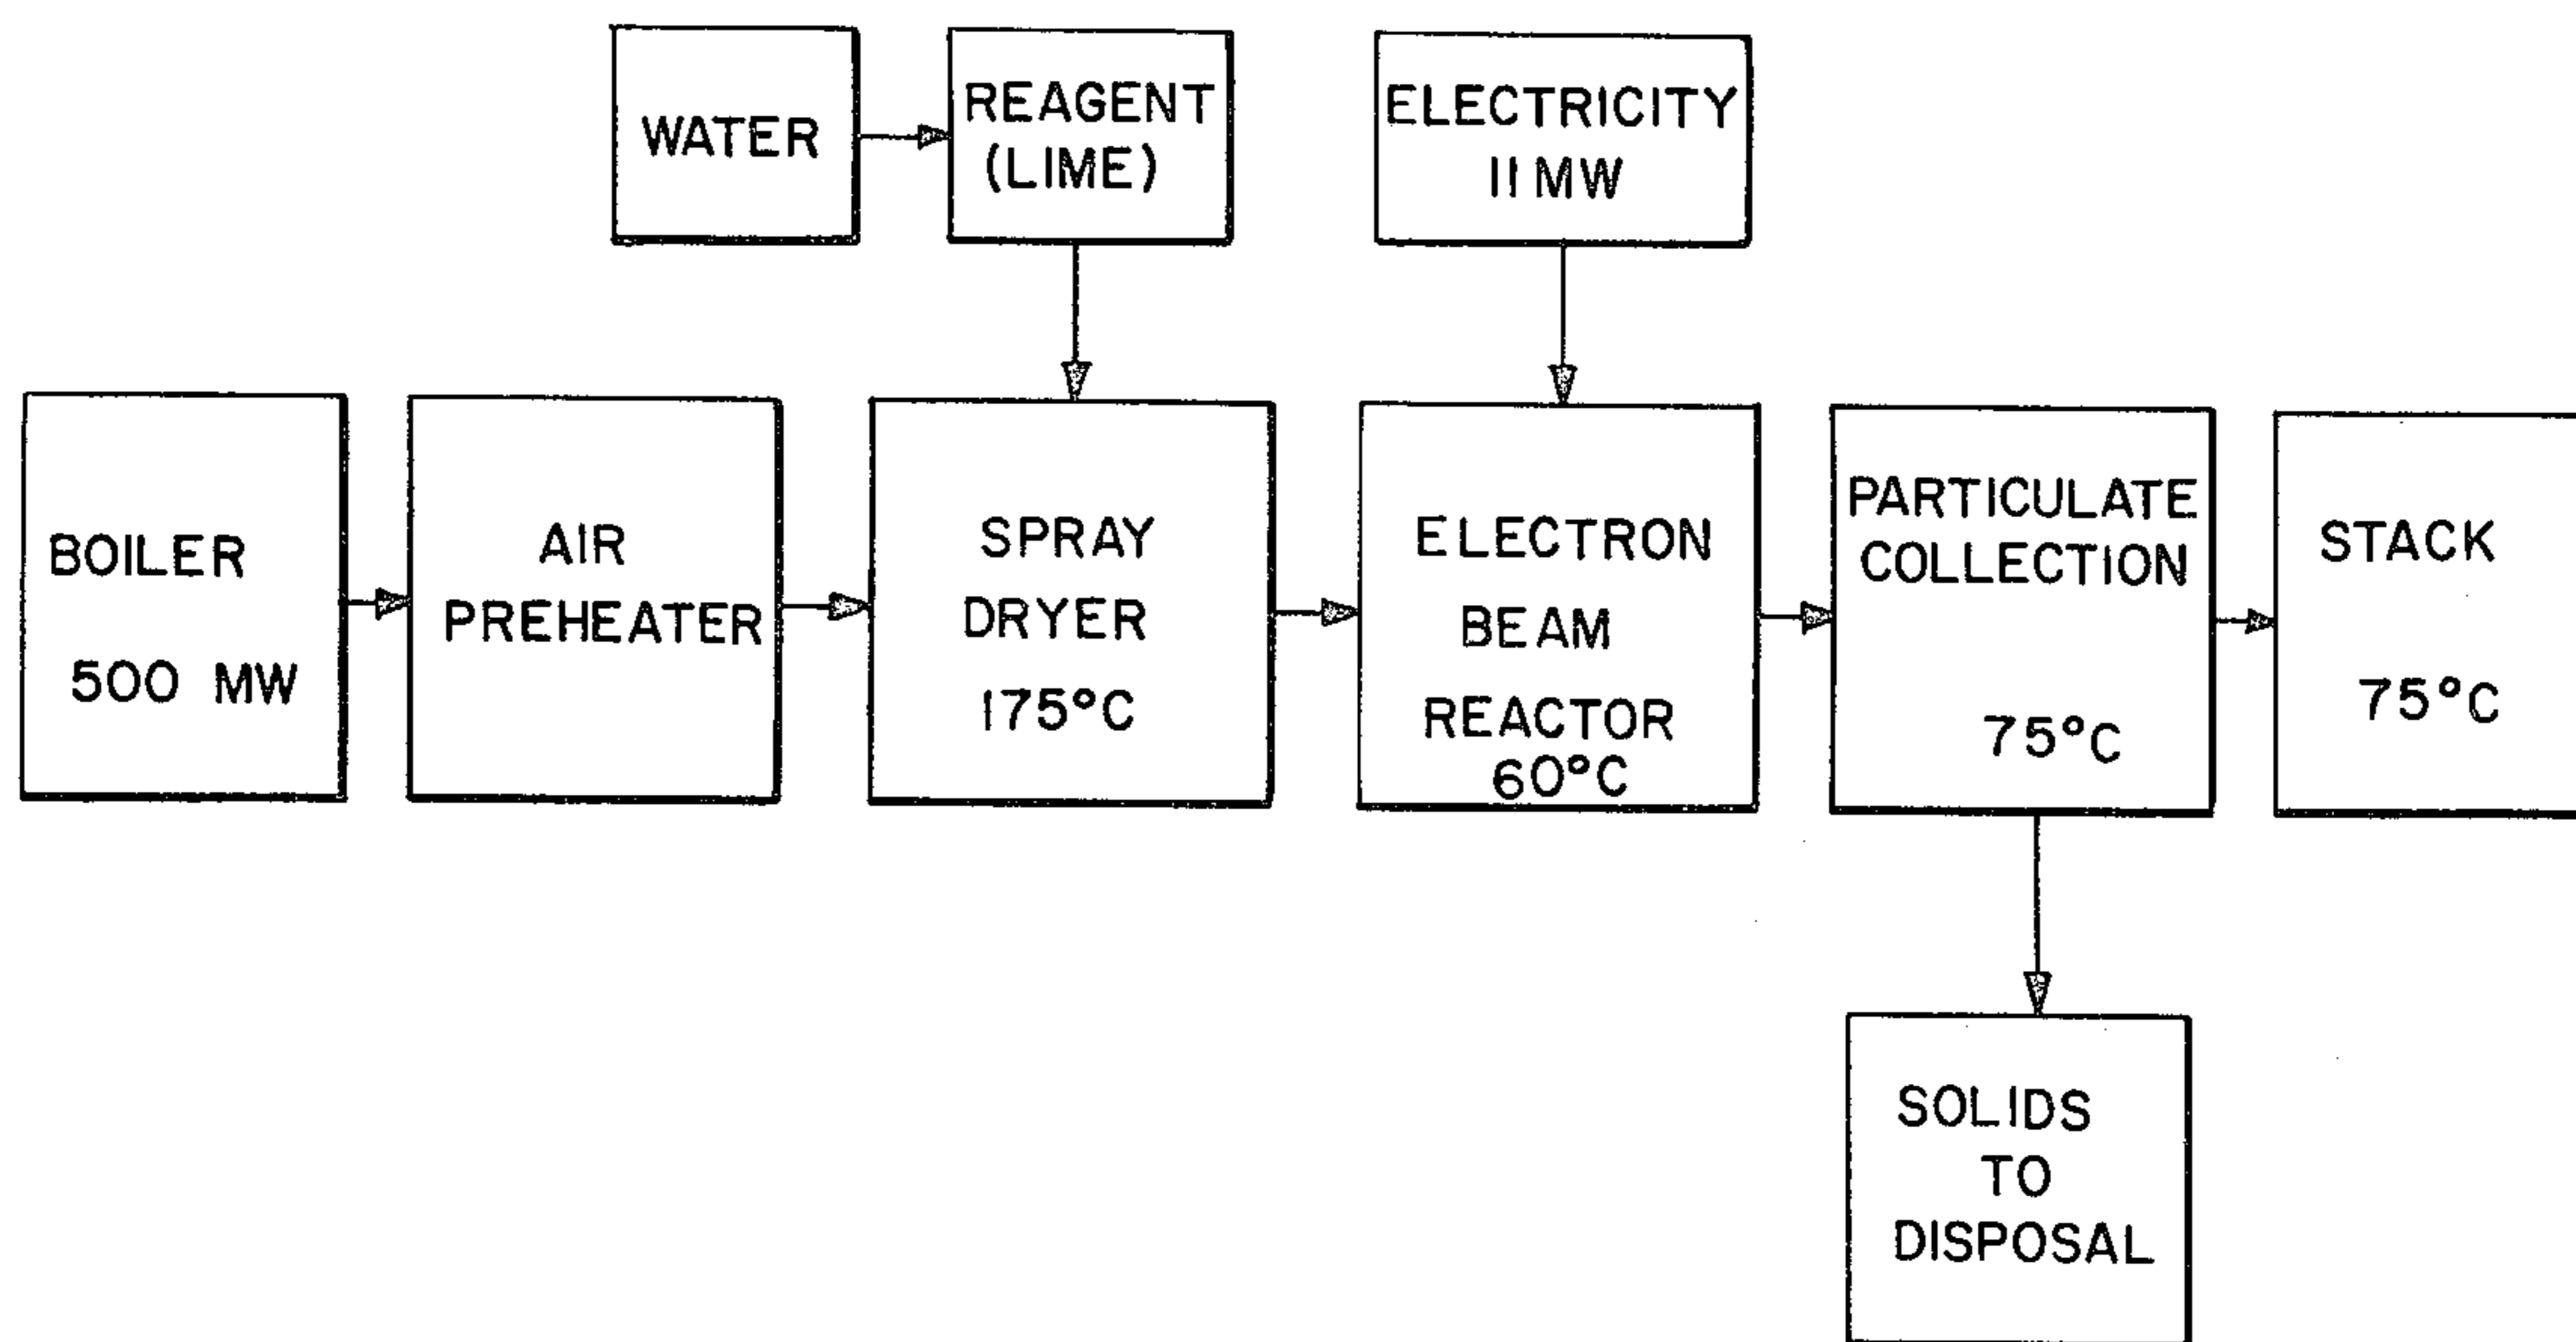 WATER
REAGENT
(LIME)
ELECTRICITY
11 MW
BOILER
500 MW
AIR
PREHEATER
SPRAY
DRYER
175°C
ELECTRON
BEAM
REACTOR
60°C
PARTICULATE
COLLECTION
75°C
STACK
75°C
SOLIDS
TO
DISPOSAL